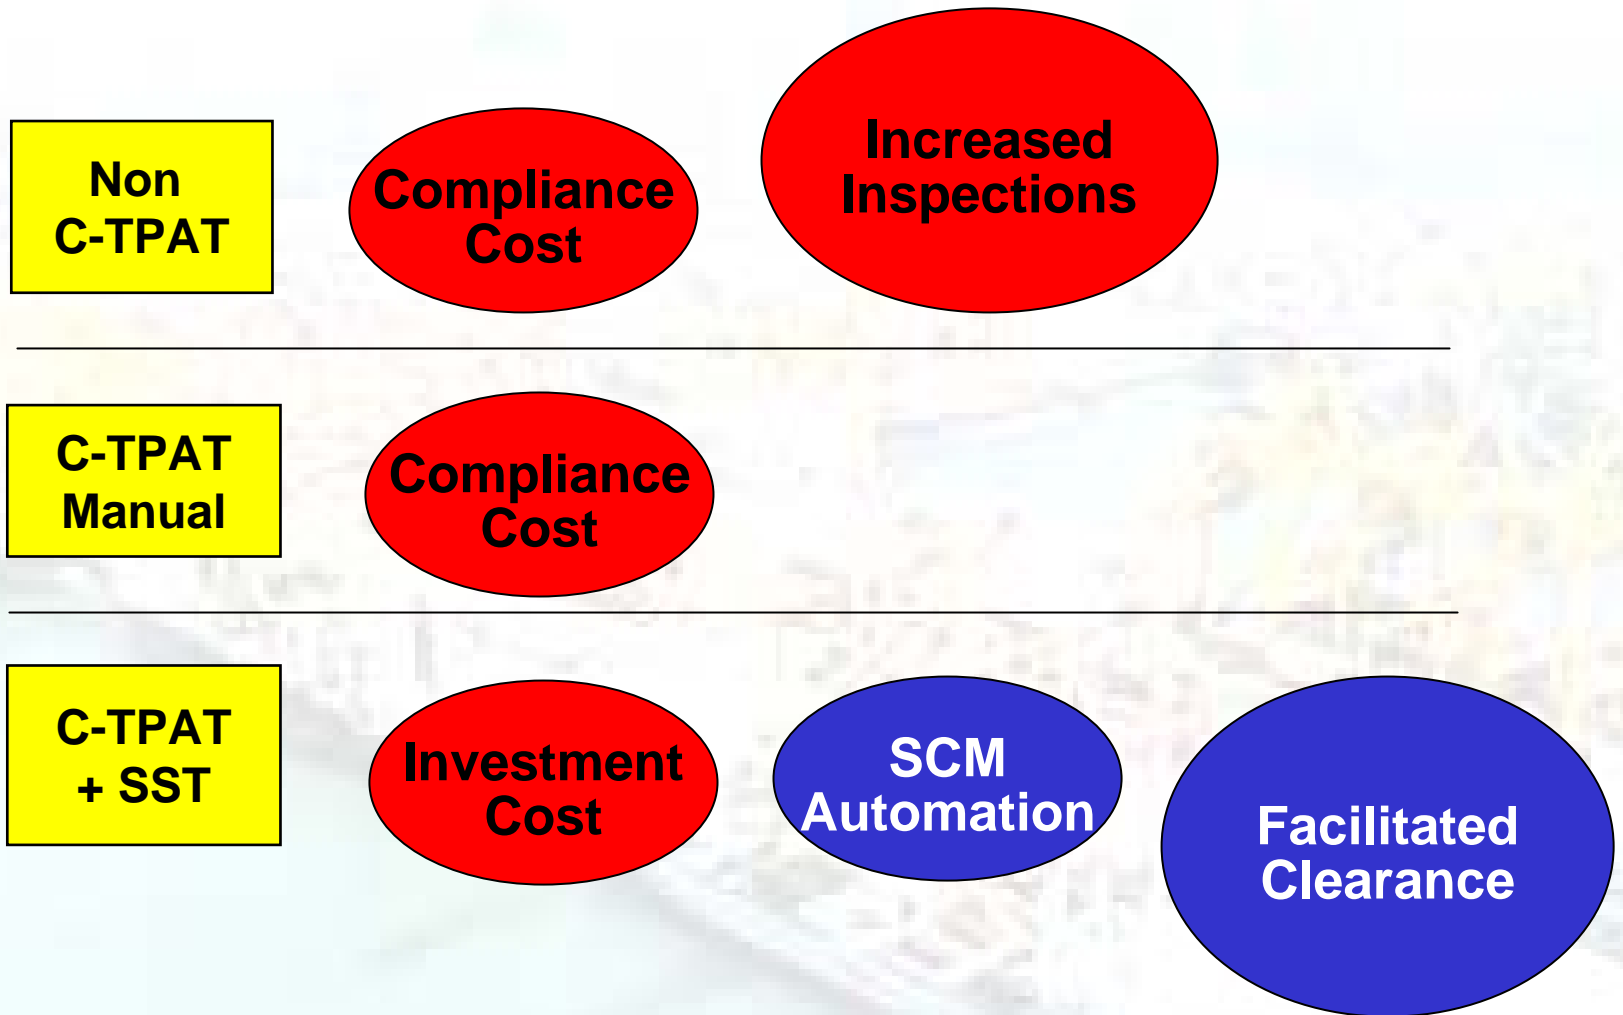 Non
C-TPAT
Compliance
Cost
Increased
Inspections
C-TPAT
Manual
Compliance
Cost
C-TPAT
+ SST
Investment
Cost
SCM
Automation
Facilitated
Clearance